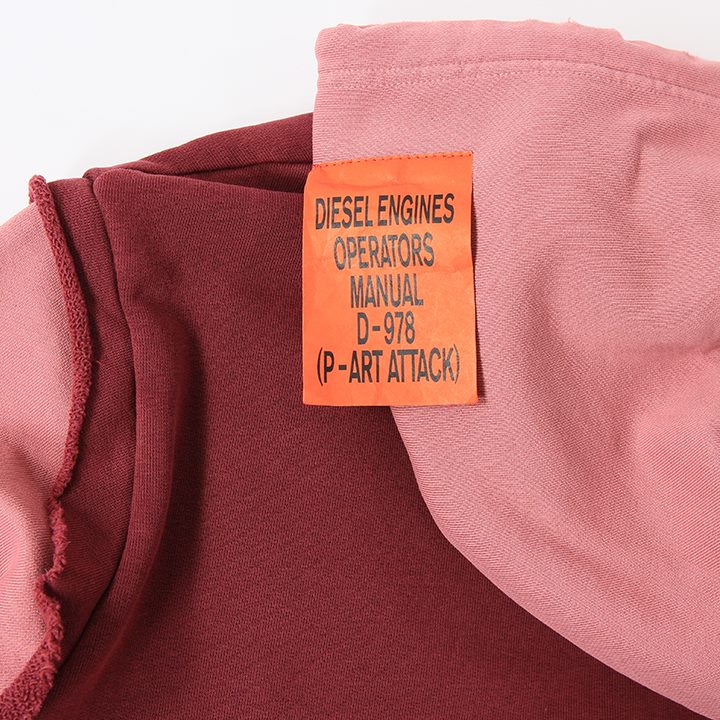 DIESEL ENGINES
OPERATORS
MANUAL
D-978
(P-ART ATTACK)